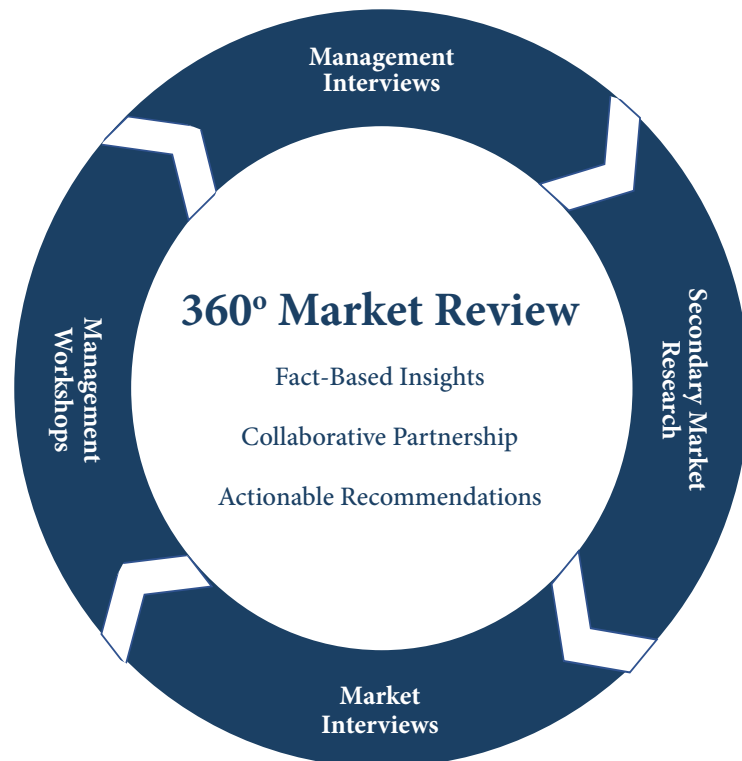 Management
Interviews
Secondary Market
Research
Market
Interviews
Management
Workshops
360º Market Review
Fact-Based Insights
Collaborative Partnership
Actionable Recommendations